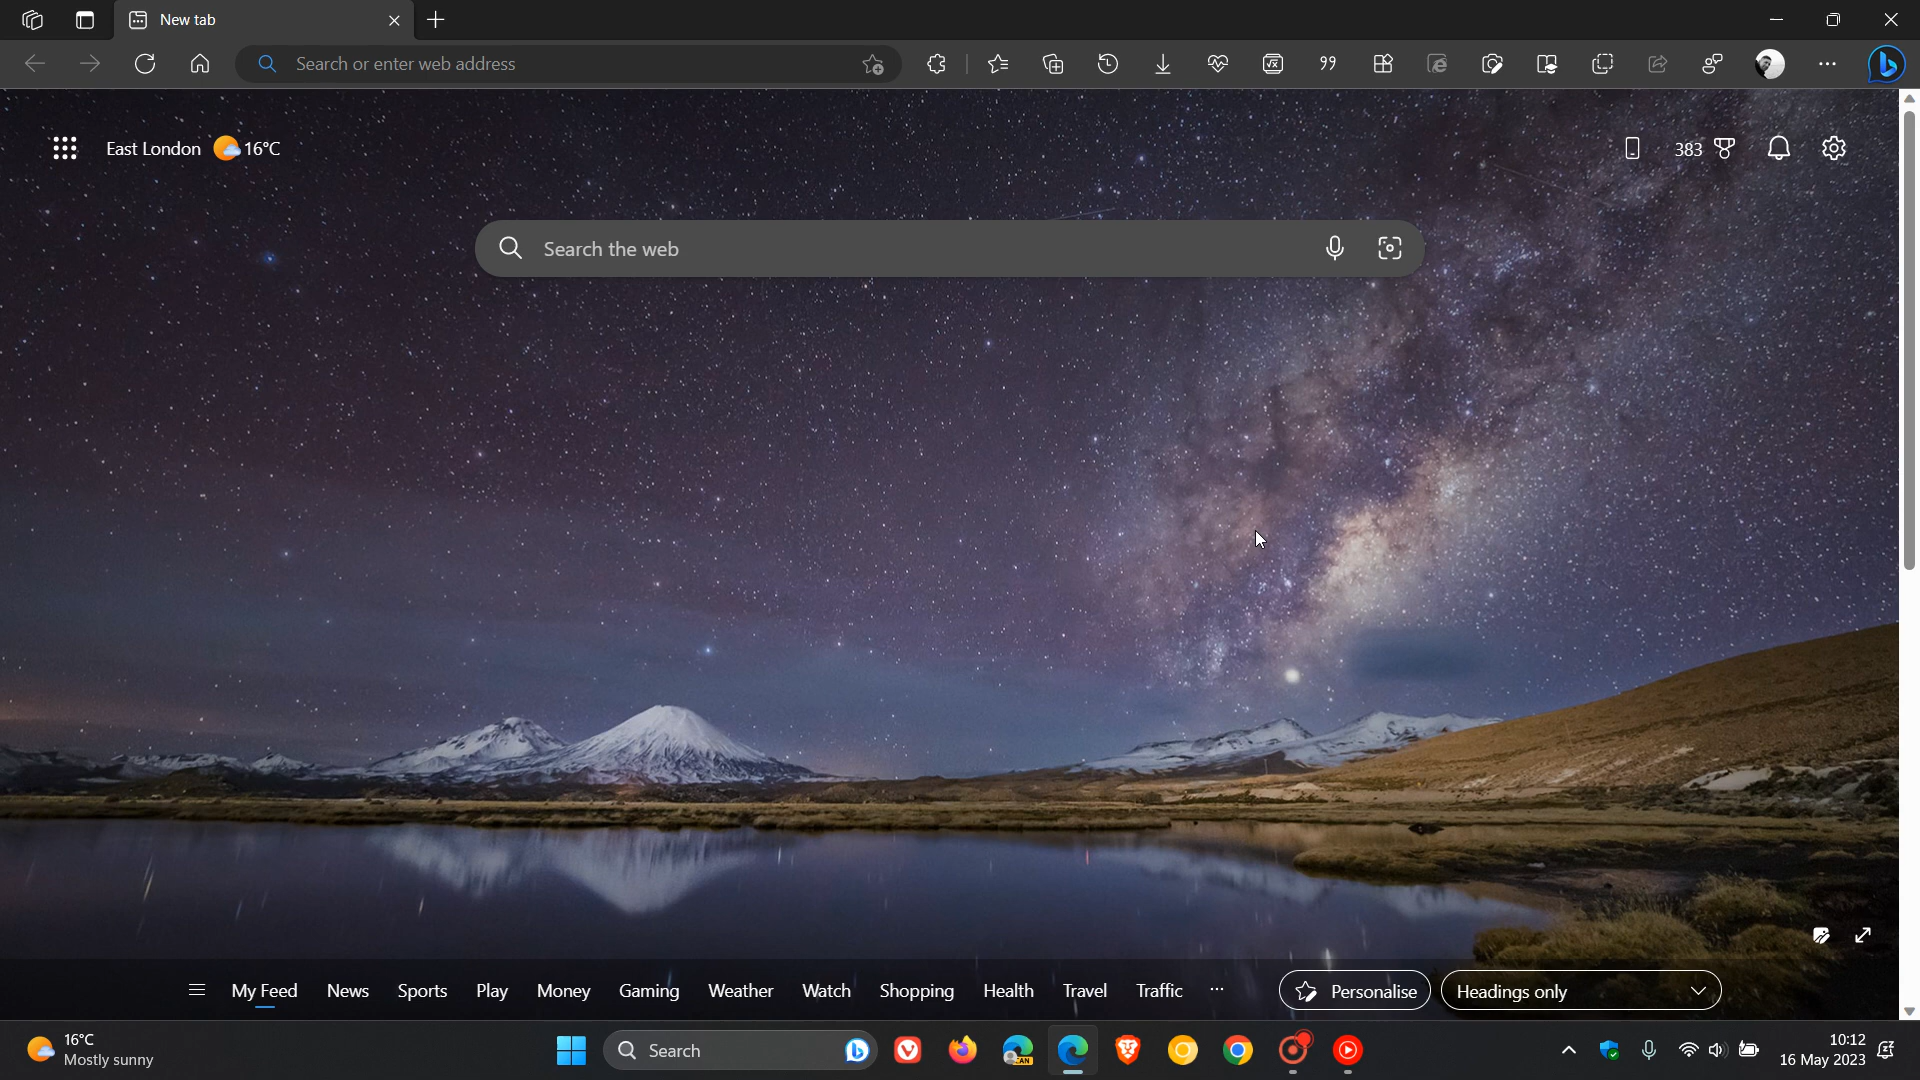 New tab
Search or enter web address
East London 16°C
383
Search the web
My Feed News Sports Play Money Gaming Weather Watch Shopping Health Travel Traffic ... Personalise Headings only
16°C
Mostly sunny
Search
CAN
10:12
16 May 2023